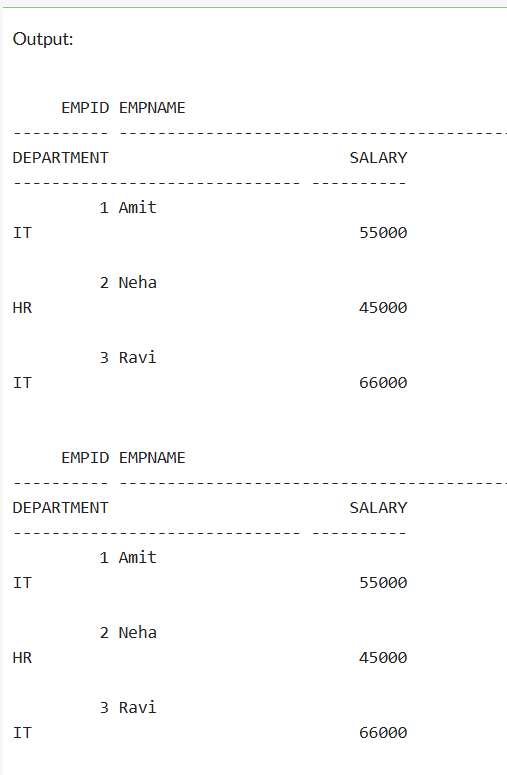 Output:
     EMPID EMPNAME
---------- -----------------------------------------
DEPARTMENT                         SALARY
------------------------------ ----------
         1 Amit
IT                                  55000
         2 Neha
HR                                  45000
         3 Ravi
IT                                  66000
     EMPID EMPNAME
---------- -----------------------------------------
DEPARTMENT                         SALARY
------------------------------ ----------
         1 Amit
IT                                  55000
         2 Neha
HR                                  45000
         3 Ravi
IT                                  66000